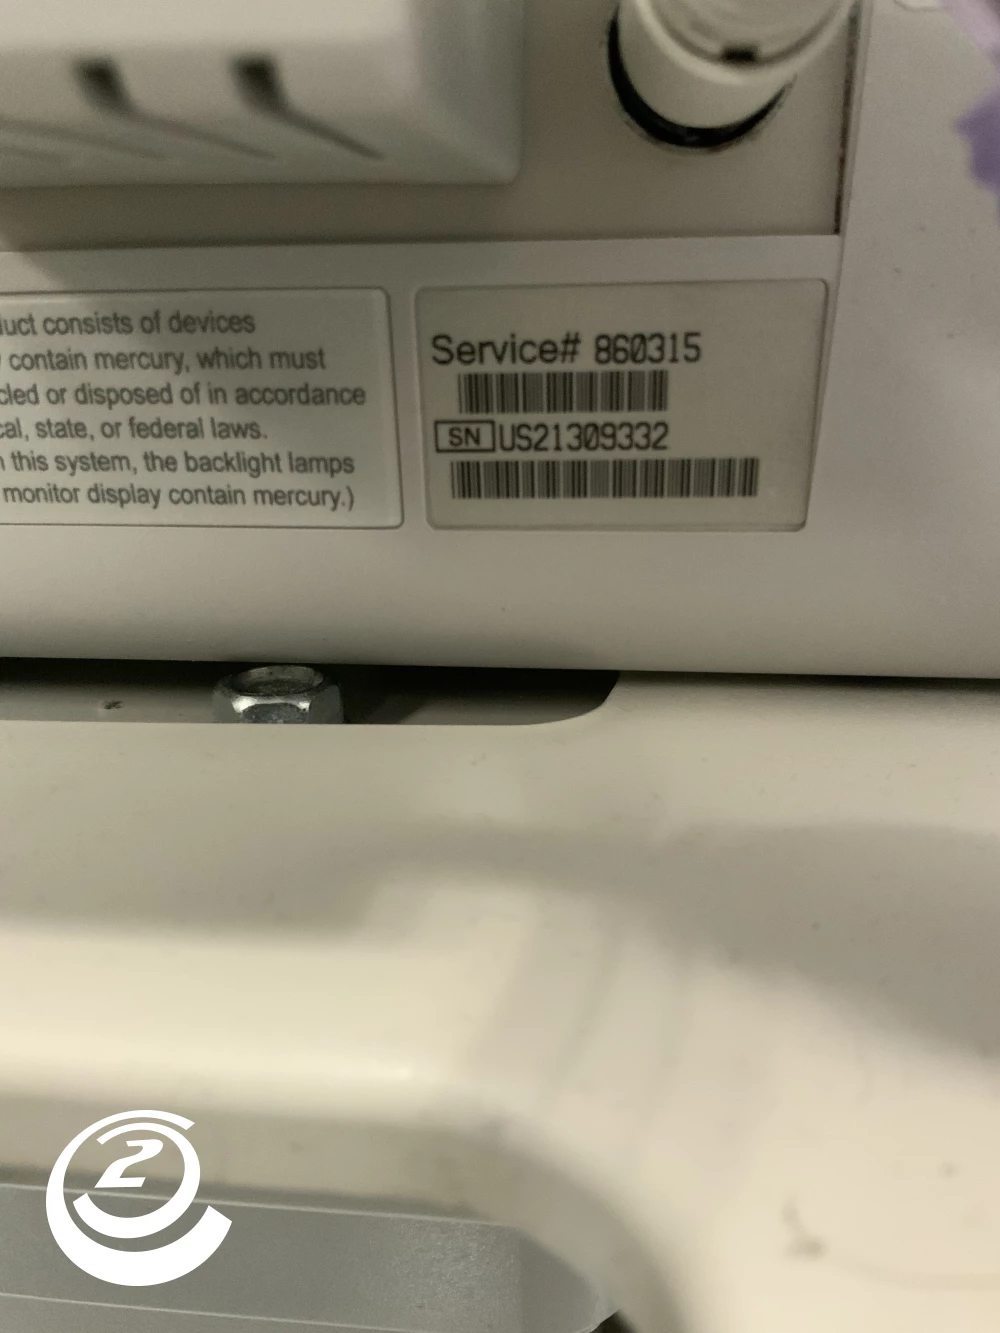 uct consists of devices
contain mercury, which must
cled or disposed of in accordance
cal, state, or federal laws.
this system, the backlight lamps
monitor display contain mercury.)
Service# 860315
SN US21309332
2